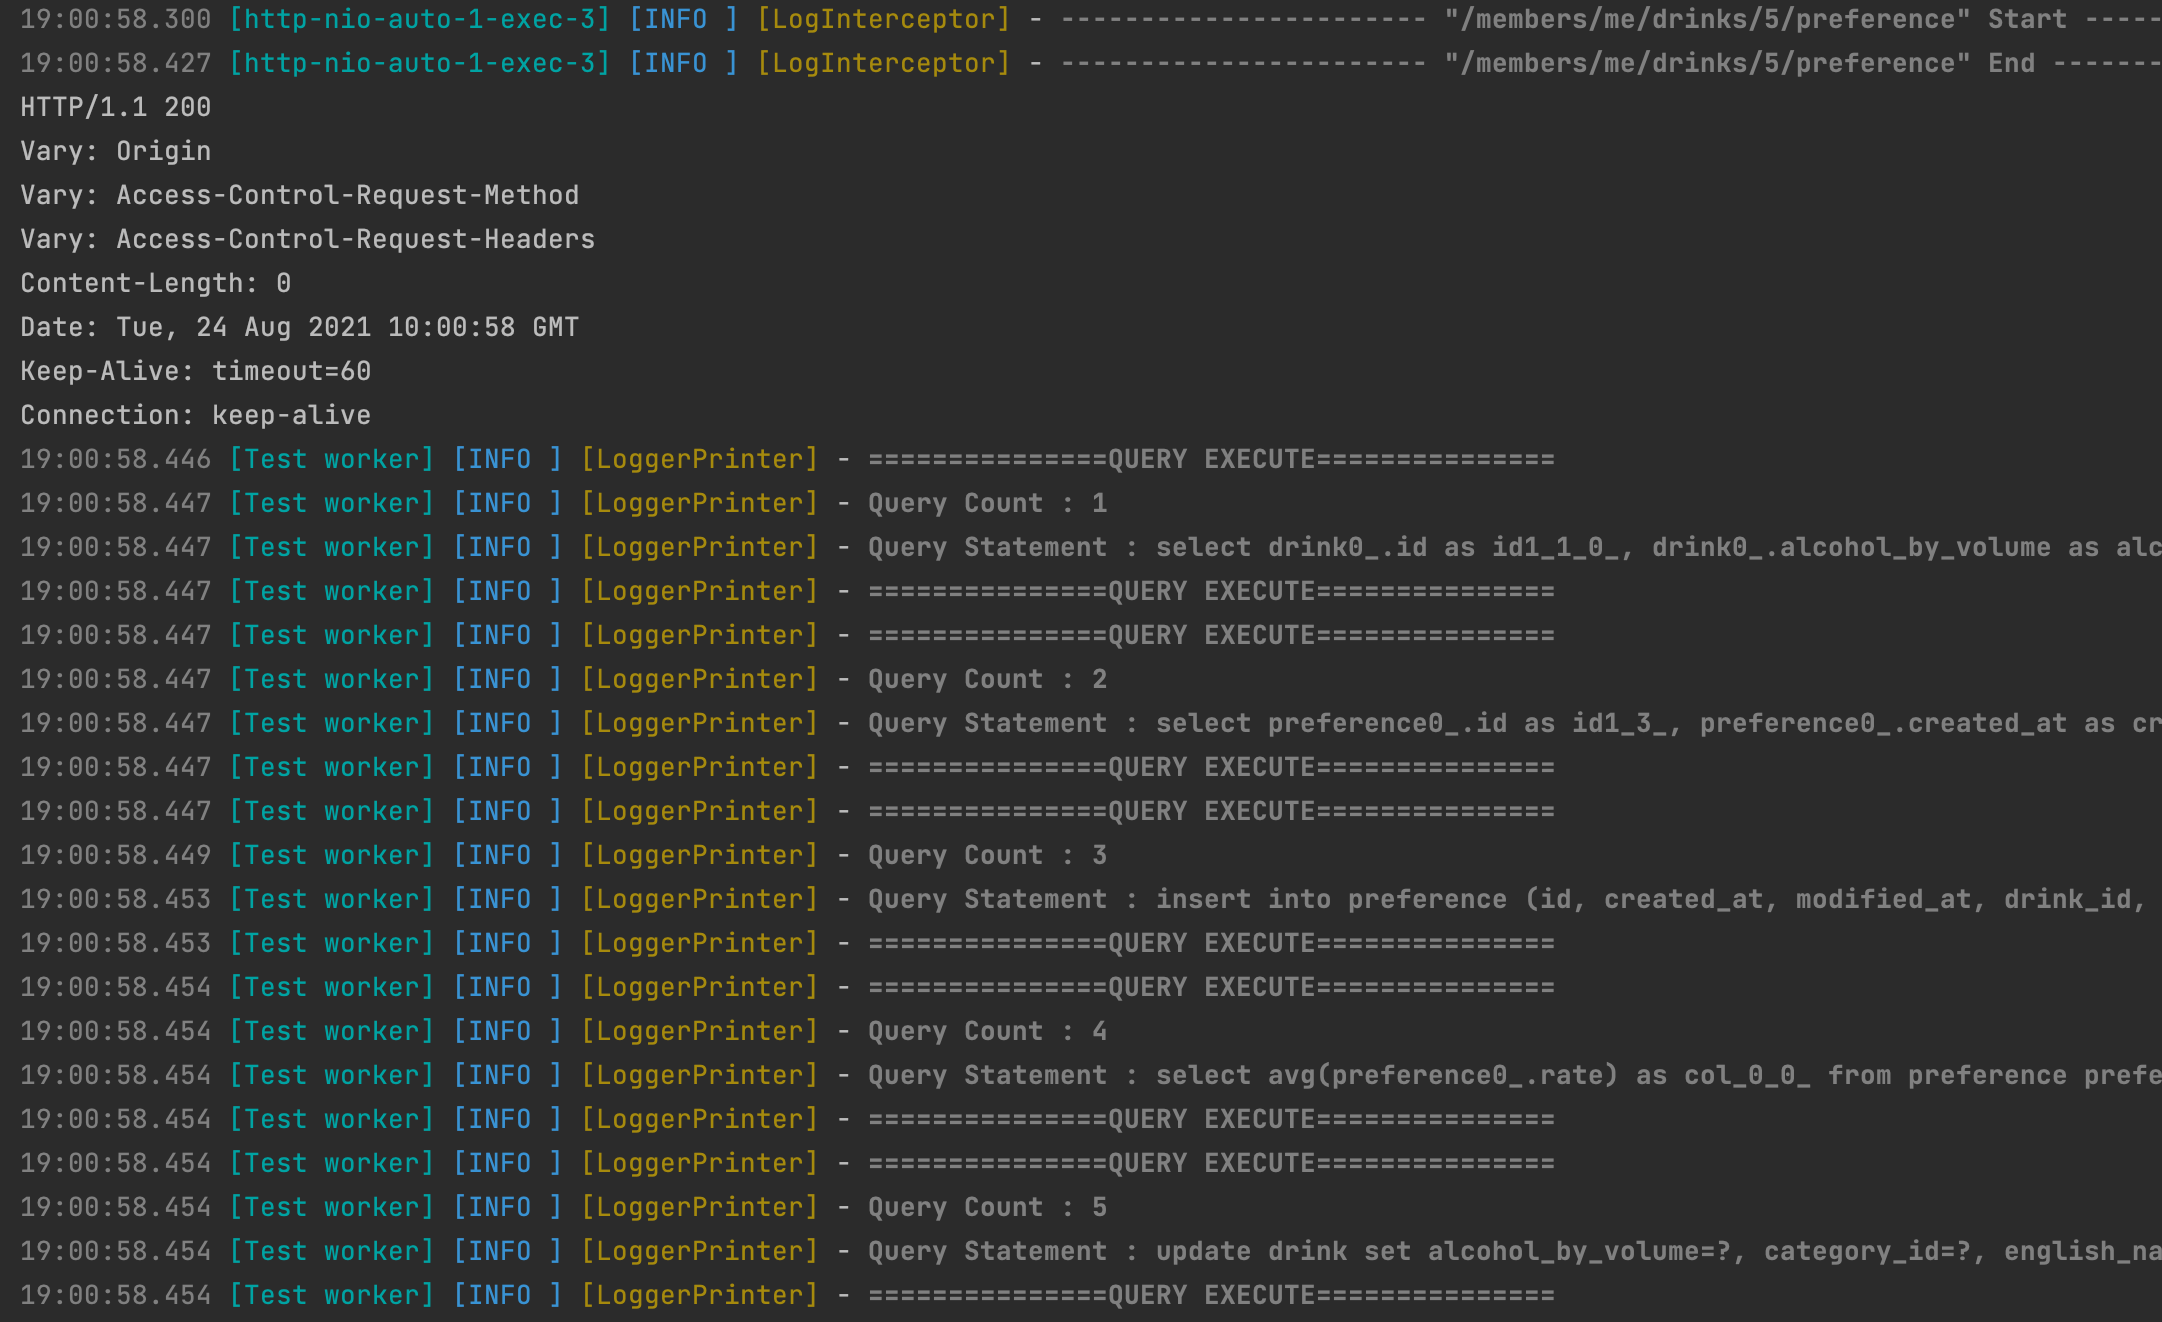 19:00:58.300 [http-nio-auto-1-exec-3] [INFO ] [LogInterceptor] - ----------------------- "/members/me/drinks/5/preference" Start -----
19:00:58.427 [http-nio-auto-1-exec-3] [INFO ] [LogInterceptor] - ----------------------- "/members/me/drinks/5/preference" End -------
HTTP/1.1 200
Vary: Origin
Vary: Access-Control-Request-Method
Vary: Access-Control-Request-Headers
Content-Length: 0
Date: Tue, 24 Aug 2021 10:00:58 GMT
Keep-Alive: timeout=60
Connection: keep-alive
19:00:58.446 [Test worker] [INFO ] [LoggerPrinter] - ===============QUERY EXECUTE===============
19:00:58.447 [Test worker] [INFO ] [LoggerPrinter] - Query Count : 1
19:00:58.447 [Test worker] [INFO ] [LoggerPrinter] - Query Statement : select drink0_.id as id1_1_0_, drink0_.alcohol_by_volume as alc
19:00:58.447 [Test worker] [INFO ] [LoggerPrinter] - ===============QUERY EXECUTE===============
19:00:58.447 [Test worker] [INFO ] [LoggerPrinter] - ===============QUERY EXECUTE===============
19:00:58.447 [Test worker] [INFO ] [LoggerPrinter] - Query Count : 2
19:00:58.447 [Test worker] [INFO ] [LoggerPrinter] - Query Statement : select preference0_.id as id1_3_, preference0_.created_at as cr
19:00:58.447 [Test worker] [INFO ] [LoggerPrinter] - ===============QUERY EXECUTE===============
19:00:58.447 [Test worker] [INFO ] [LoggerPrinter] - ===============QUERY EXECUTE===============
19:00:58.449 [Test worker] [INFO ] [LoggerPrinter] - Query Count : 3
19:00:58.453 [Test worker] [INFO ] [LoggerPrinter] - Query Statement : insert into preference (id, created_at, modified_at, drink_id,
19:00:58.453 [Test worker] [INFO ] [LoggerPrinter] - ===============QUERY EXECUTE===============
19:00:58.454 [Test worker] [INFO ] [LoggerPrinter] - ===============QUERY EXECUTE===============
19:00:58.454 [Test worker] [INFO ] [LoggerPrinter] - Query Count : 4
19:00:58.454 [Test worker] [INFO ] [LoggerPrinter] - Query Statement : select avg(preference0_.rate) as col_0_0_ from preference prefe
19:00:58.454 [Test worker] [INFO ] [LoggerPrinter] - ===============QUERY EXECUTE===============
19:00:58.454 [Test worker] [INFO ] [LoggerPrinter] - ===============QUERY EXECUTE===============
19:00:58.454 [Test worker] [INFO ] [LoggerPrinter] - Query Count : 5
19:00:58.454 [Test worker] [INFO ] [LoggerPrinter] - Query Statement : update drink set alcohol_by_volume=?, category_id=?, english_na
19:00:58.454 [Test worker] [INFO ] [LoggerPrinter] - ===============QUERY EXECUTE===============